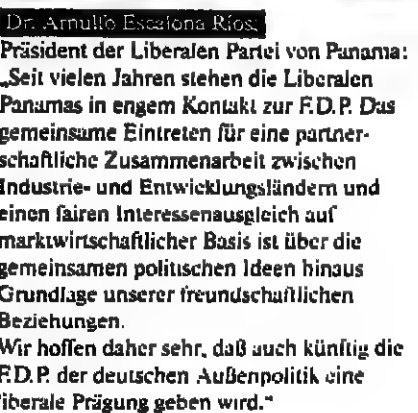 Dr. Arnulfo Escalona Ríos:
Präsident der Liberalen Partei von Panama:
„Seit vielen Jahren stehen die Liberalen
Panamas in engem Kontakt zur F.D.P. Das
gemeinsame Eintreten für eine partner-
schaftliche Zusammenarbeit zwischen
Industrie- und Entwicklungsländern und
einen fairen Interessenausgleich auf
marktwirtschaftlicher Basis ist über die
gemeinsamen politischen Ideen hinaus
Grundlage unserer freundschaftlichen
Beziehungen.
Wir hoffen daher sehr, daß auch künftig die
F.D.P. der deutschen Außenpolitik eine
liberale Prägung geben wird."